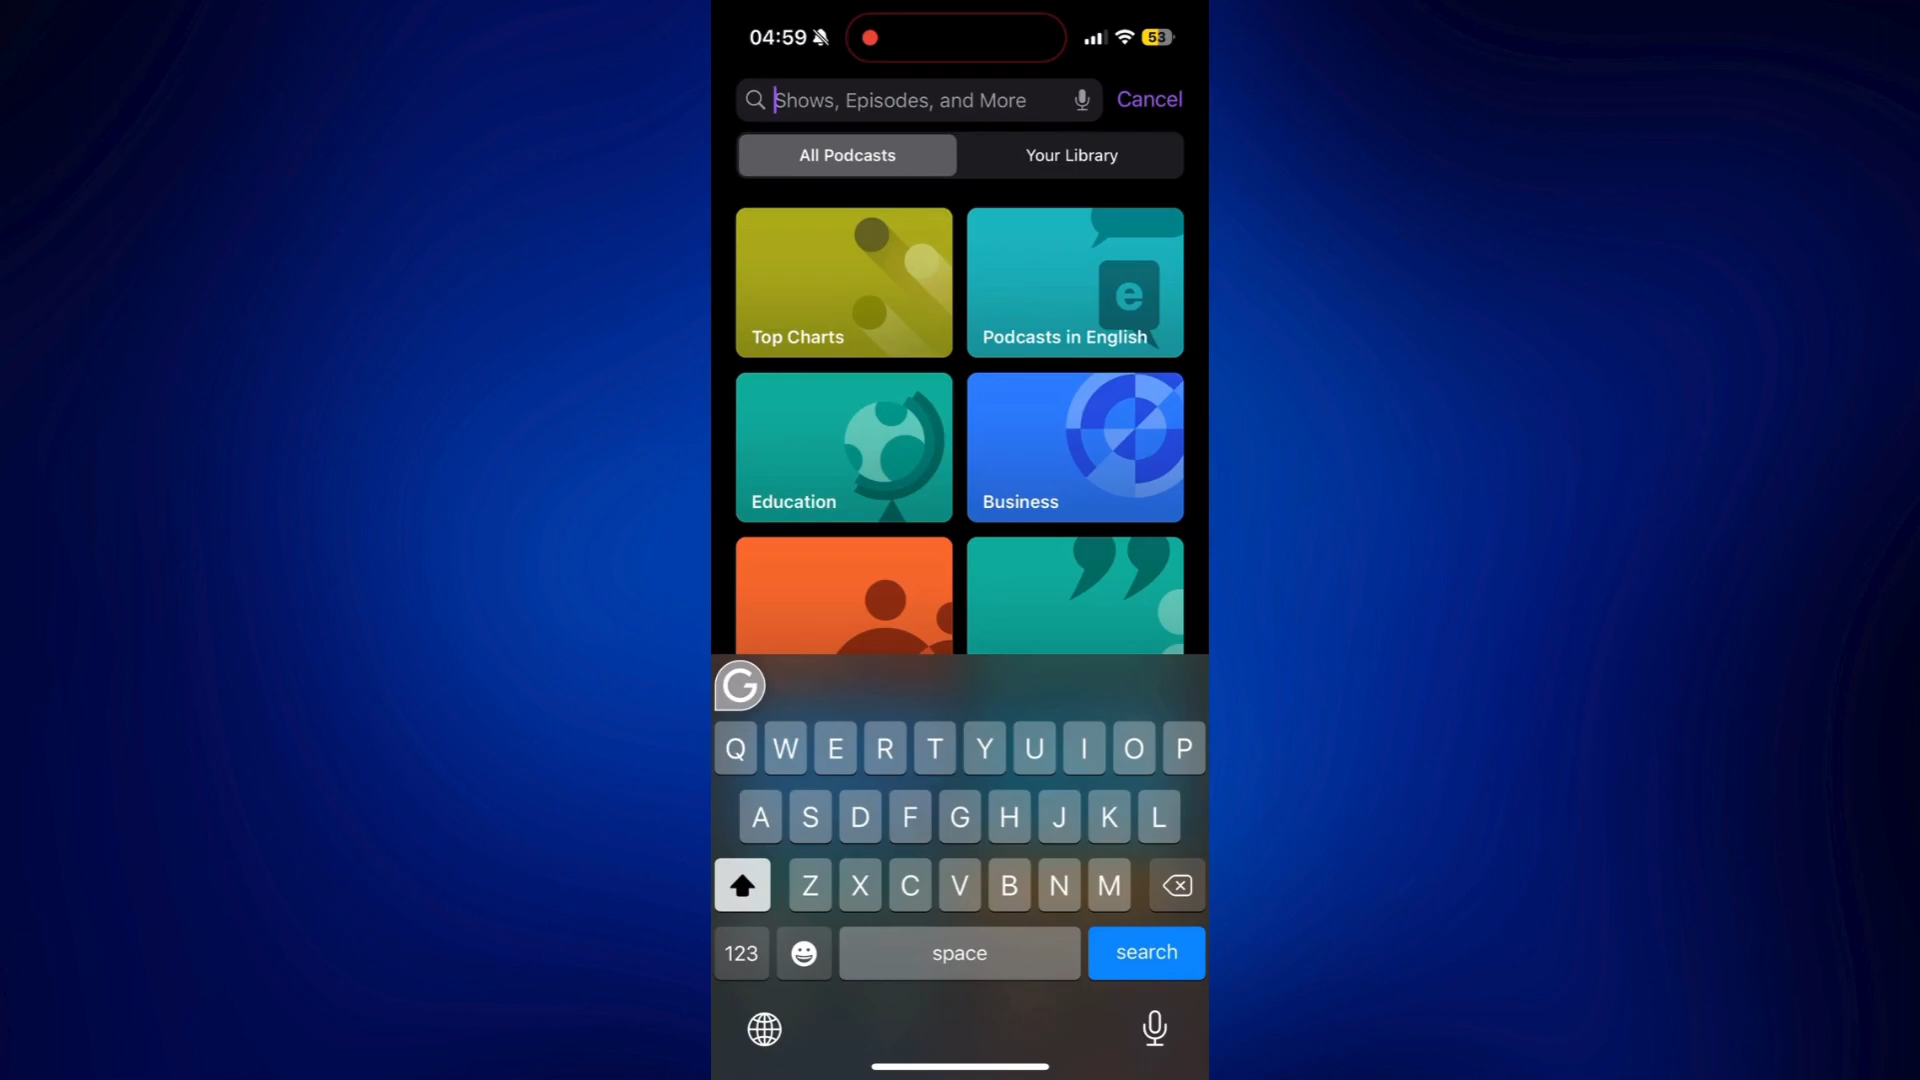 04:59
53
Shows, Episodes, and More
Cancel
All Podcasts
Your Library
Top Charts
e
Podcasts in English
Education
Business
G
Q W E R T Y U I O P
A S D F G H J K L
Z X C V B N M
123
space
search